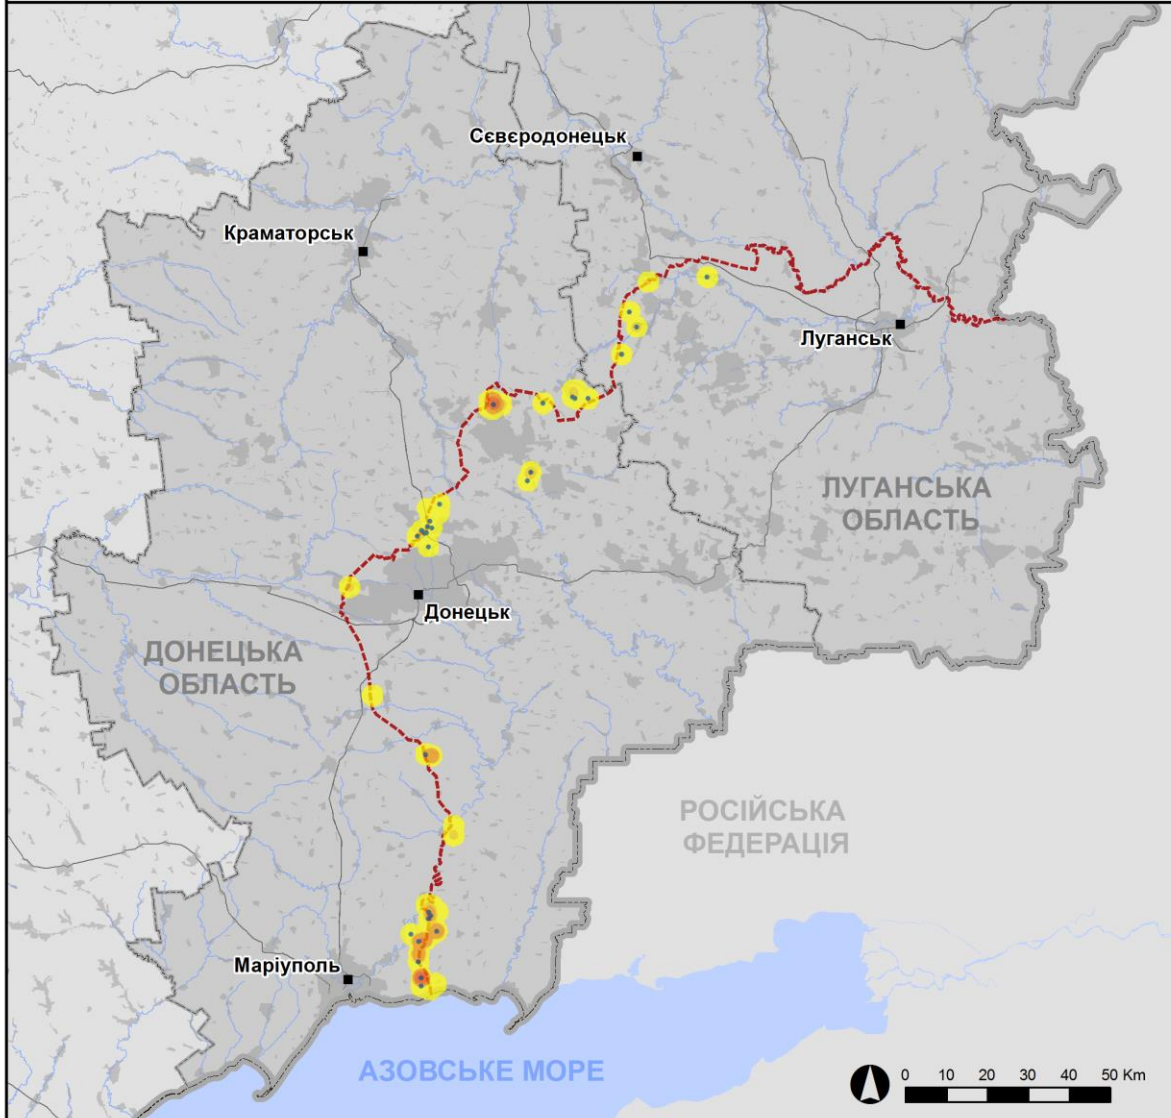 Сєвєродонецьк
Краматорськ
Луганськ
ЛУГАНСЬКА
ОБЛАСТЬ
Донецьк
ДОНЕЦЬКА
ОБЛАСТЬ
РОСІЙСЬКА
ФЕДЕРАЦІЯ
Маріуполь
АЗОВСЬКЕ МОРЕ
0 10 20 30 40 50 Km